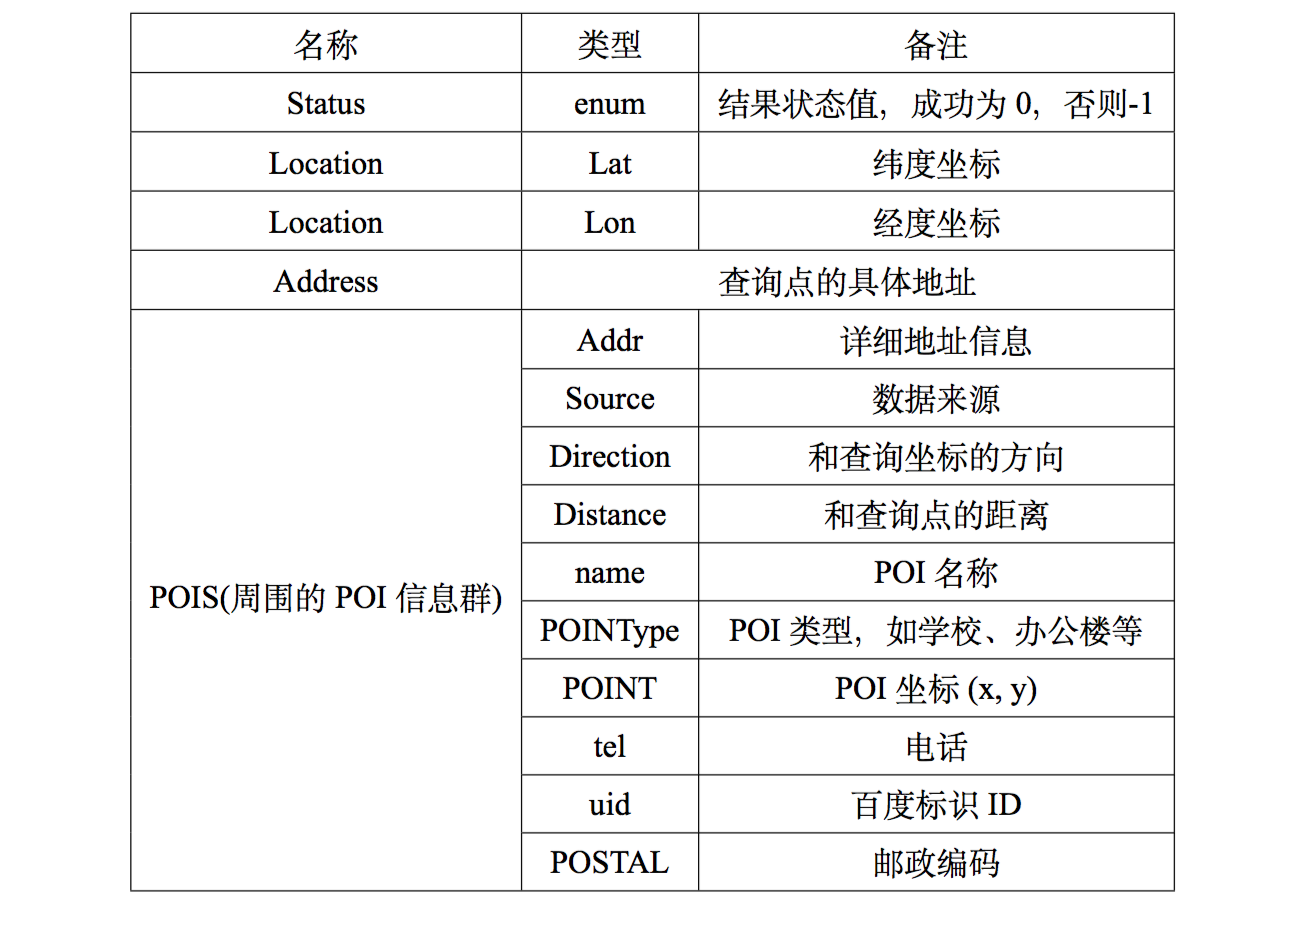 名称 类型 备注
Status enum 结果状态值，成功为 0，否则-1
Location Lat 纬度坐标
Location Lon 经度坐标
Address 查询点的具体地址
POIS(周围的 POI 信息群) Addr 详细地址信息
Source 数据来源
Direction 和查询坐标的方向
Distance 和查询点的距离
name POI 名称
POINType POI 类型，如学校、办公楼等
POINT POI 坐标 (x, y)
tel 电话
uid 百度标识 ID
POSTAL 邮政编码